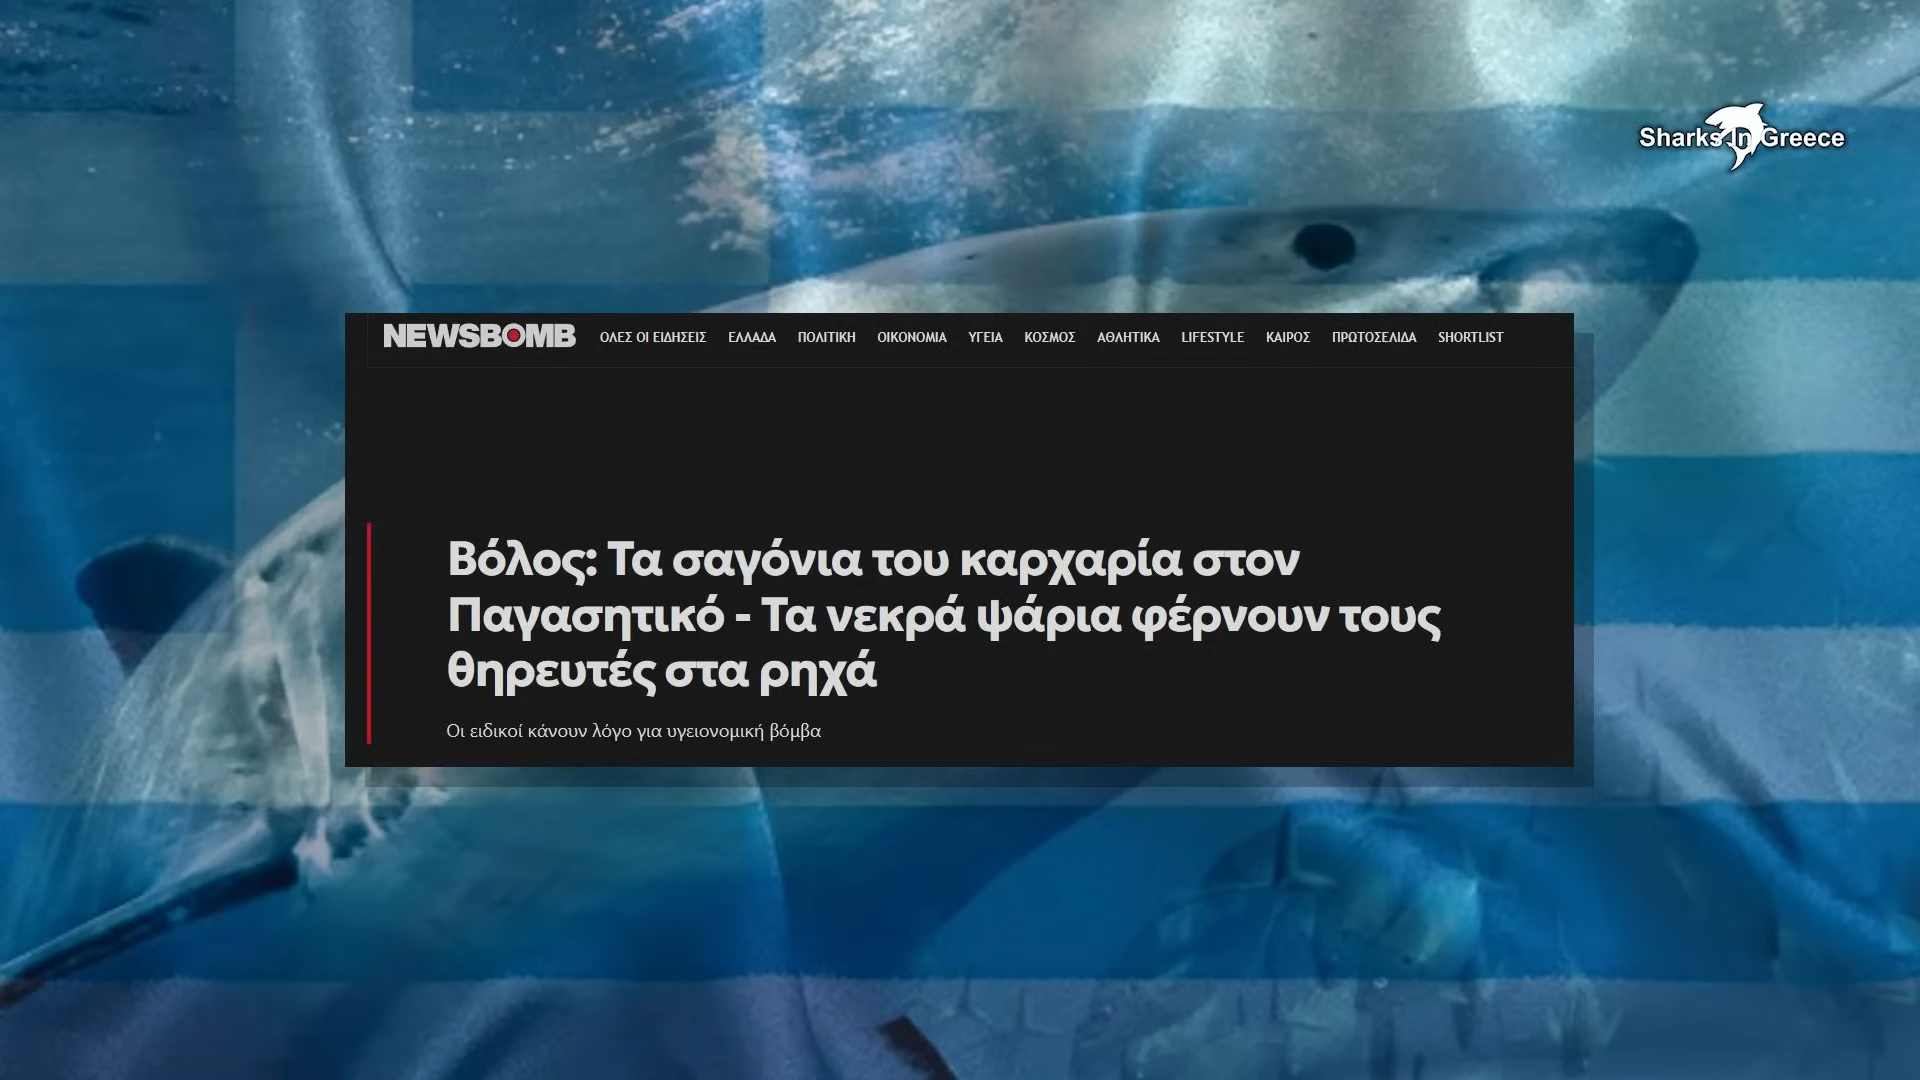 Sharks In Greece
NEWSBOMB ΟΛΕΣ ΟΙ ΕΙΔΗΣΕΙΣ ΕΛΛΑΔΑ ΠΟΛΙΤΙΚΗ ΟΙΚΟΝΟΜΙΑ ΥΓΕΙΑ ΚΟΣΜΟΣ ΑΘΛΗΤΙΚΑ LIFESTYLE ΚΑΙΡΟΣ ΠΡΩΤΟΣΕΛΙΔΑ SHORTLIST
Βόλος: Τα σαγόνια του καρχαρία στον
Παγασητικό - Τα νεκρά ψάρια φέρνουν τους
θηρευτές στα ρηχά
Οι ειδικοί κάνουν λόγο για υγειονομική βόμβα